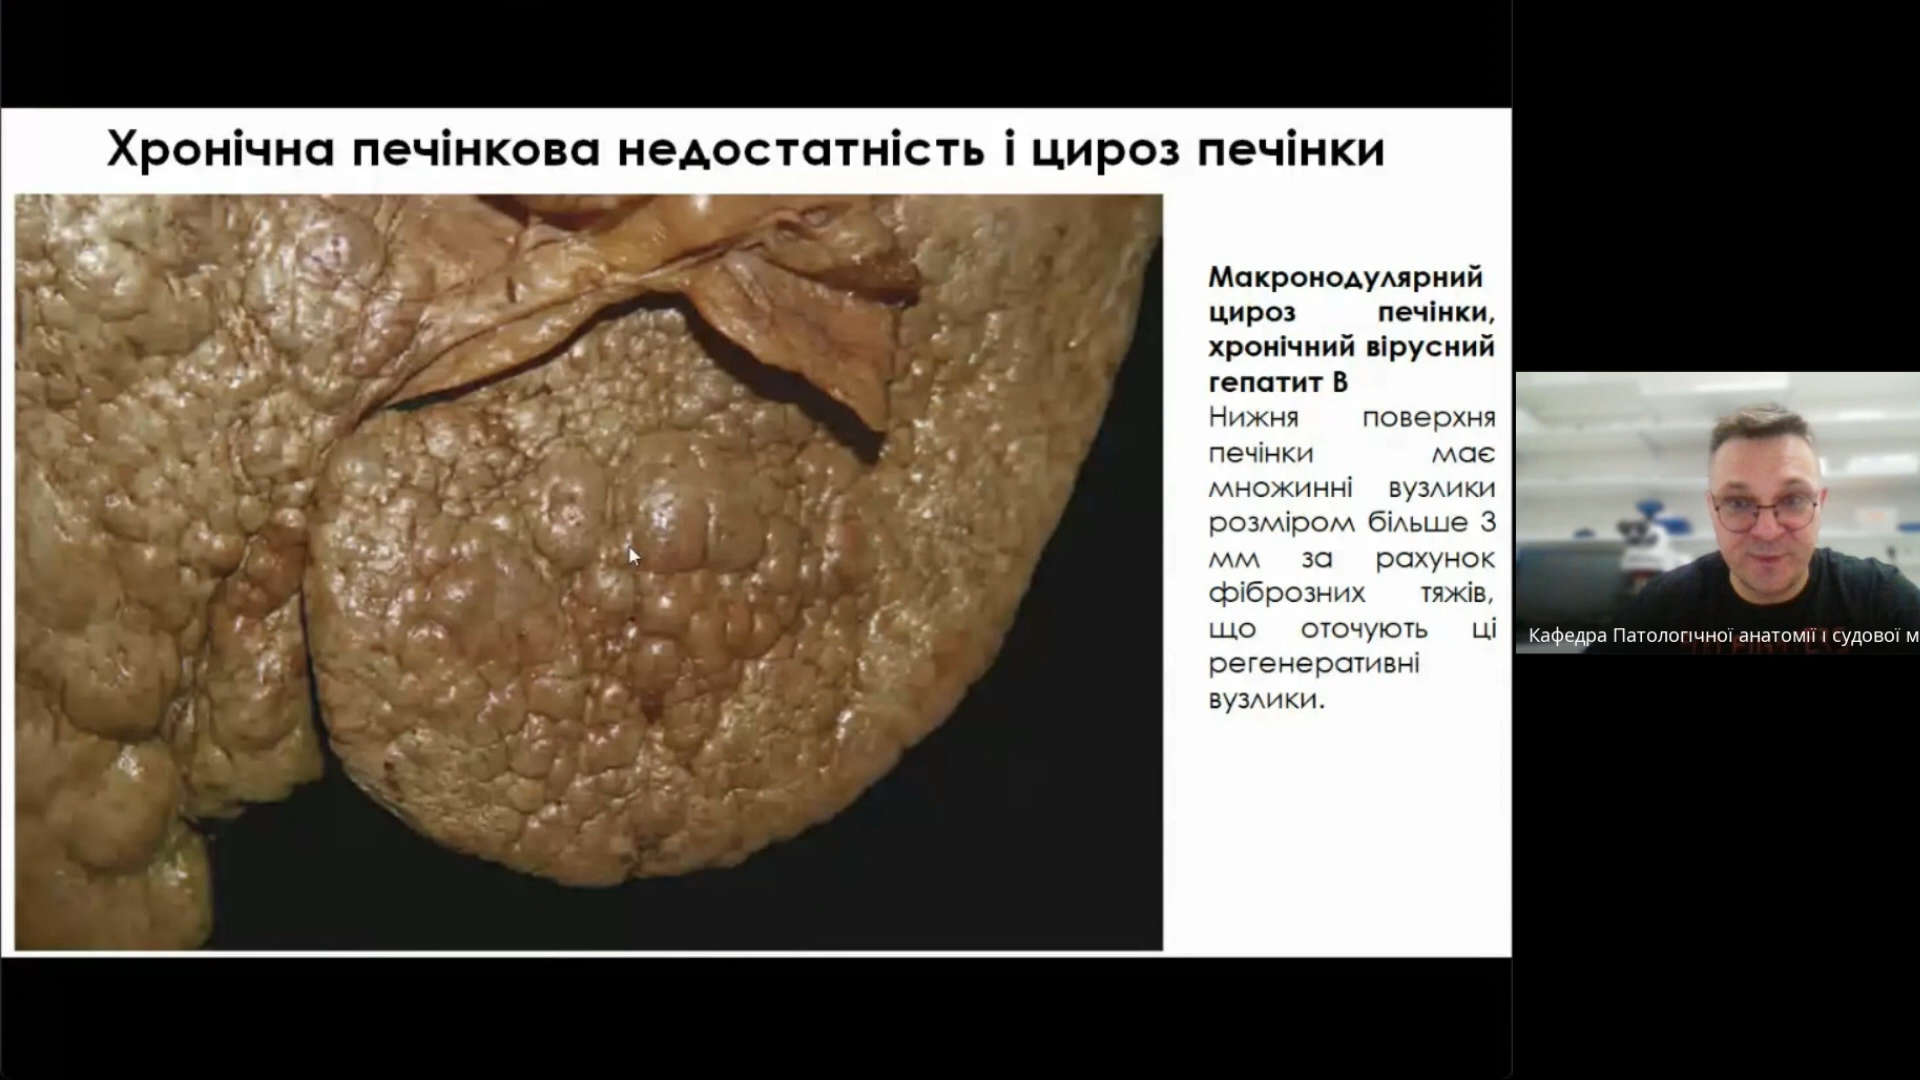 Хронічна печінкова недостатність і цироз печінки
Макронодулярний
цироз печінки,
хронічний вірусний
гепатит В
Нижня поверхня
печінки має
множинні вузлики
розміром більше 3
мм за рахунок
фіброзних тяжів,
що оточують ці
регенеративні
вузлики.
Кафедра Патологічної анатомії і судової м